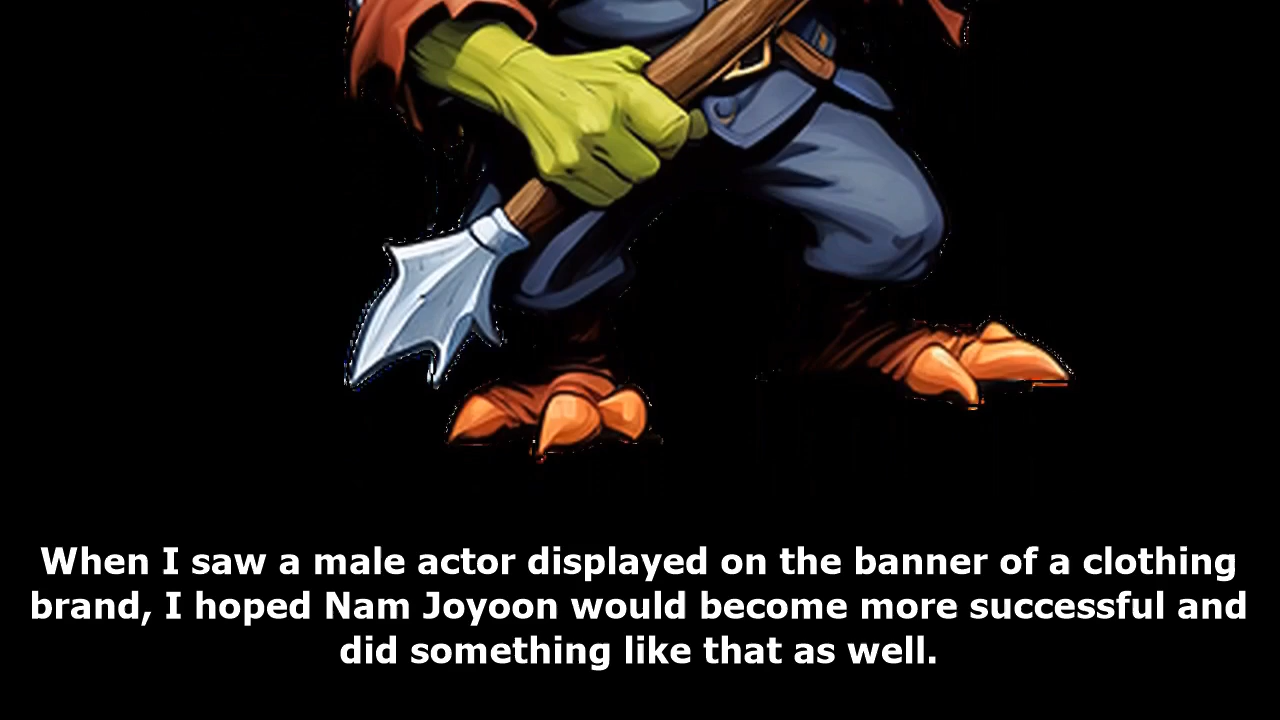 When I saw a male actor displayed on the banner of a clothing
brand, I hoped Nam Joyoon would become more successful and
did something like that as well.